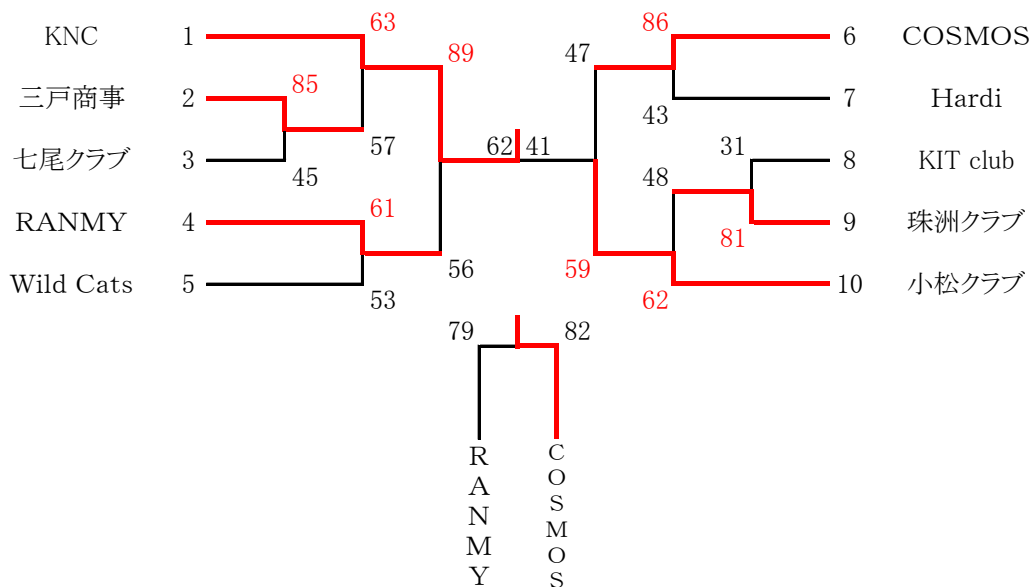 KNC 1 63 89 47 86 6 COSMOS
三戸商事 2 85 57 43 7 Hardi
七尾クラブ 3 45 62 41 48 31 8 KIT club
RANMY 4 61 56 59 81 9 珠洲クラブ
Wild Cats 5 53 62 10 小松クラブ
79 82
RANMY
COSMOS